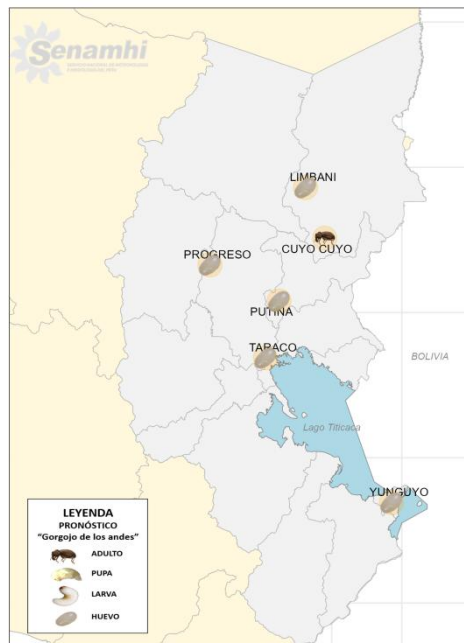 Senamhi
LIMBANI
CUYO CUYO
PROGRESO
PUTINA
TARACO
BOLIVIA
Lago Titicaca
YUNGUYO
LEYENDA
PRONÓSTICO
"Gorgojo de los andes"
ADULTO
PUPA
LARVA
HUEVO